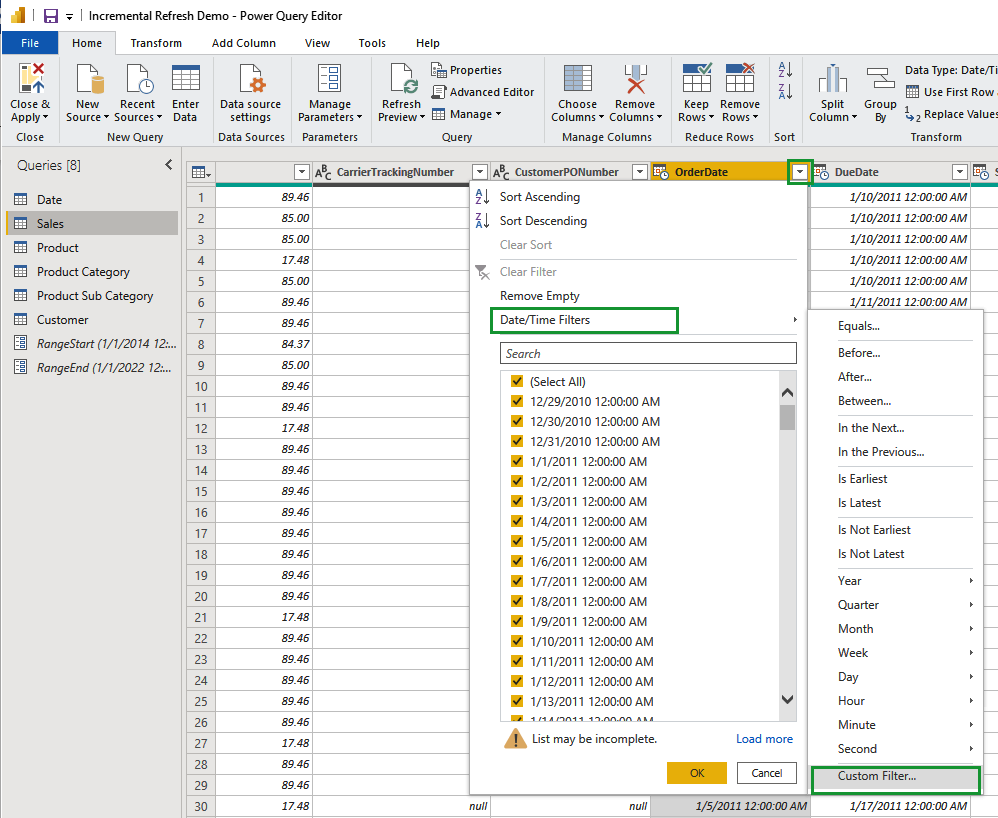 Incremental Refresh Demo - Power Query Editor
File Home Transform Add Column View Tools Help
Close & Apply
New Source
Recent Sources
Enter Data
Data source settings
Manage Parameters
Refresh Preview
Properties
Advanced Editor
Manage
Choose Columns
Remove Columns
Keep Rows
Remove Rows
Split Column
Group By
Data Type: Date/Ti
Use First Row
Replace Values
Close New Query Data Sources Parameters Query Manage Columns Reduce Rows Sort Transform
Queries [8]
Date
Sales
Product
Product Category
Product Sub Category
Customer
RangeStart (1/1/2014 12:...
RangeEnd (1/1/2022 12:...
CarrierTrackingNumber CustomerPONumber OrderDate DueDate S
1 89.46 1/10/2011 12:00:00 AM
2 85.00 1/10/2011 12:00:00 AM
3 85.00 1/10/2011 12:00:00 AM
4 17.48 1/10/2011 12:00:00 AM
5 85.00 1/10/2011 12:00:00 AM
6 89.46 1/11/2011 12:00:00 AM
7 89.46
8 84.37
9 85.00
10 89.46
11 89.46
12 17.48
13 89.46
14 89.46
15 89.46
16 89.46
17 89.46
18 89.46
19 89.46
20 89.46
21 17.48
22 89.46
23 89.46
24 89.46
25 89.46
26 89.46
27 17.48
28 89.46
29 89.46
30 17.48 null null 1/5/2011 12:00:00 AM 1/17/2011 12:00:00 AM
Sort Ascending
Sort Descending
Clear Sort
Clear Filter
Remove Empty
Date/Time Filters
Search
(Select All)
12/29/2010 12:00:00 AM
12/30/2010 12:00:00 AM
12/31/2010 12:00:00 AM
1/1/2011 12:00:00 AM
1/2/2011 12:00:00 AM
1/3/2011 12:00:00 AM
1/4/2011 12:00:00 AM
1/5/2011 12:00:00 AM
1/6/2011 12:00:00 AM
1/7/2011 12:00:00 AM
1/8/2011 12:00:00 AM
1/9/2011 12:00:00 AM
1/10/2011 12:00:00 AM
1/11/2011 12:00:00 AM
1/12/2011 12:00:00 AM
1/13/2011 12:00:00 AM
1/14/2011 12:00:00 AM
List may be incomplete. Load more
OK Cancel
Equals...
Before...
After...
Between...
In the Next...
In the Previous...
Is Earliest
Is Latest
Is Not Earliest
Is Not Latest
Year
Quarter
Month
Week
Day
Hour
Minute
Second
Custom Filter...